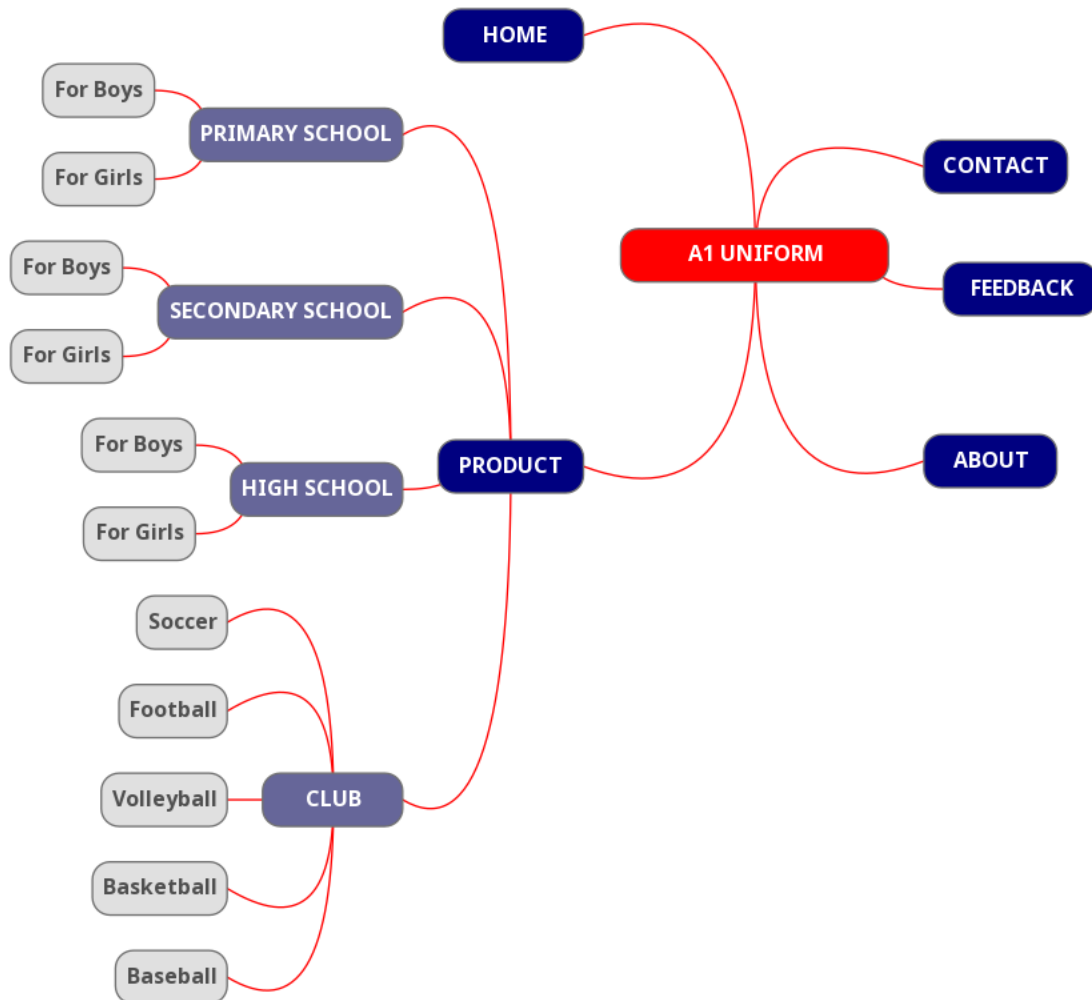 HOME
For Boys
PRIMARY SCHOOL
For Girls
CONTACT
A1 UNIFORM
For Boys
FEEDBACK
SECONDARY SCHOOL
For Girls
For Boys
PRODUCT
ABOUT
HIGH SCHOOL
For Girls
Soccer
Football
Volleyball
CLUB
Basketball
Baseball